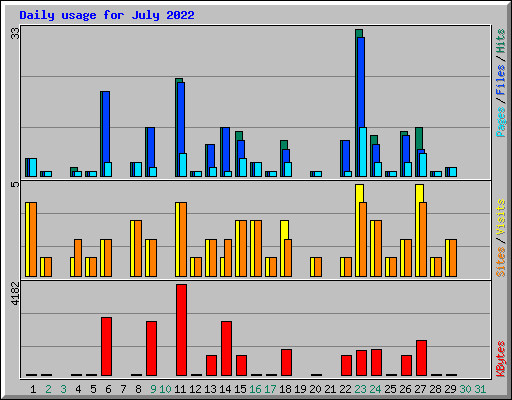 Daily usage for July 2022
33
Pages / Files / Hits
5
Sites / Visits
4182
KBytes
1 2 3 4 5 6 7 8 9 10 11 12 13 14 15 16 17 18 19 20 21 22 23 24 25 26 27 28 29 30 31